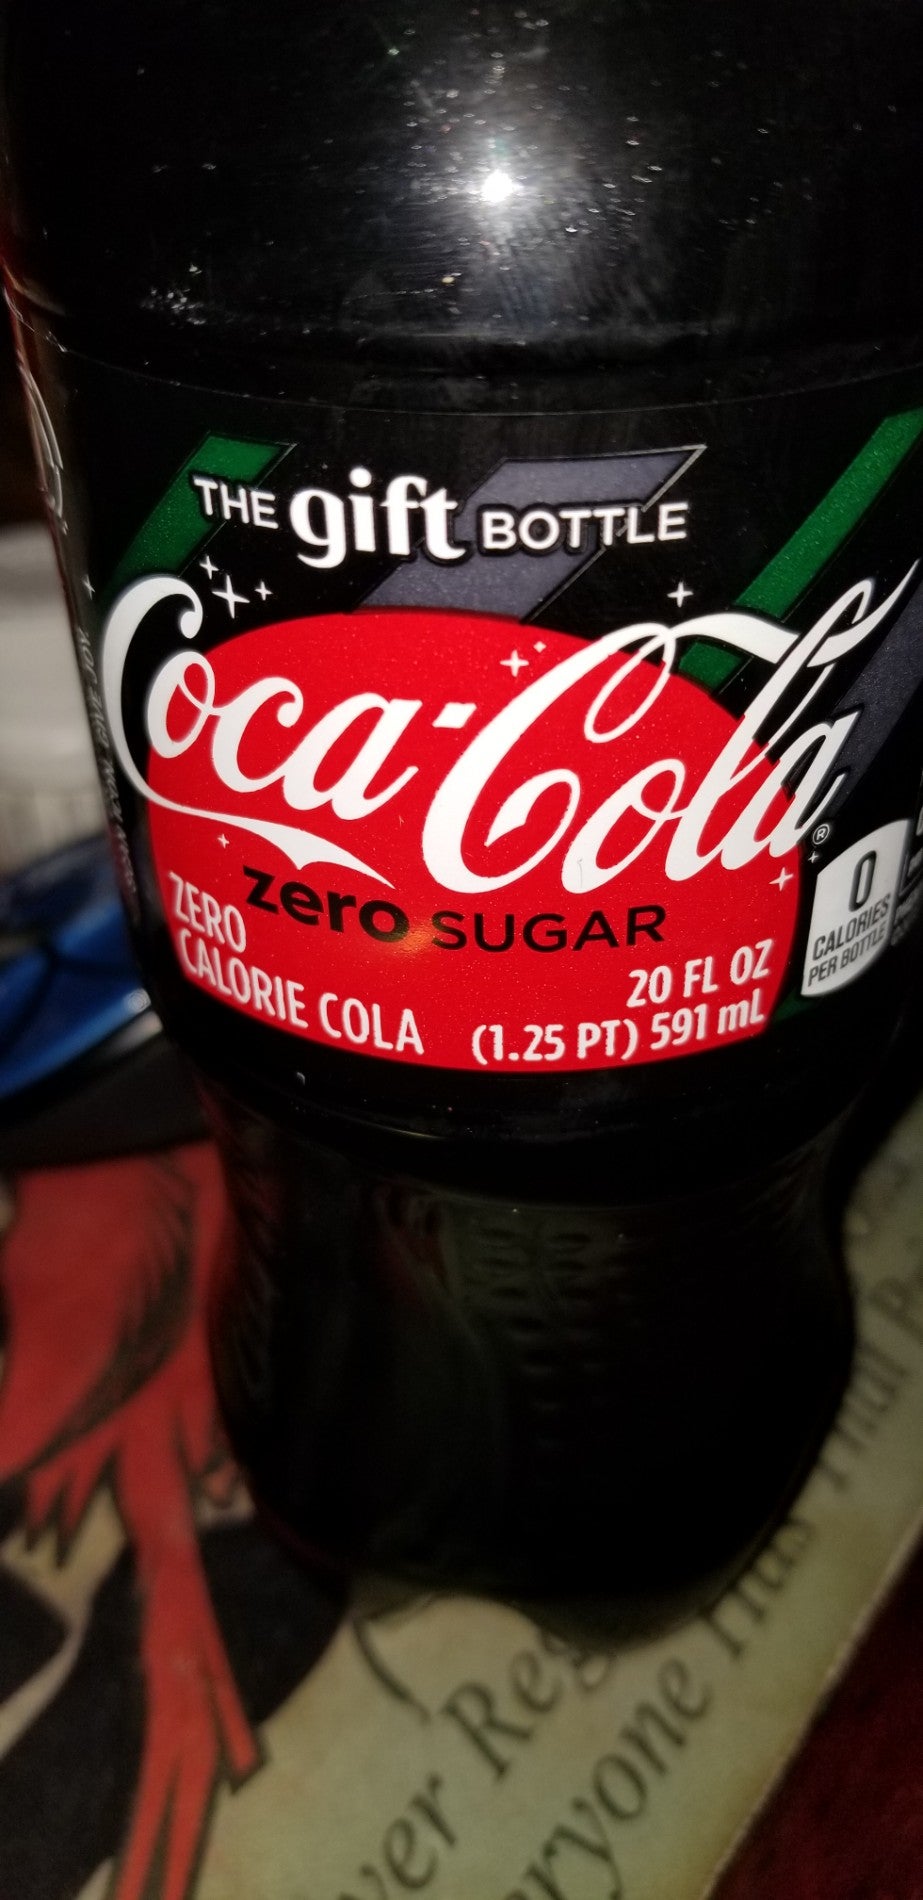 THE gift BOTTLE
Coca-Cola®
zero SUGAR
ZERO
CALORIE COLA
20 FL OZ
(1.25 PT) 591 mL
0
CALORIES
PER BOTTLE